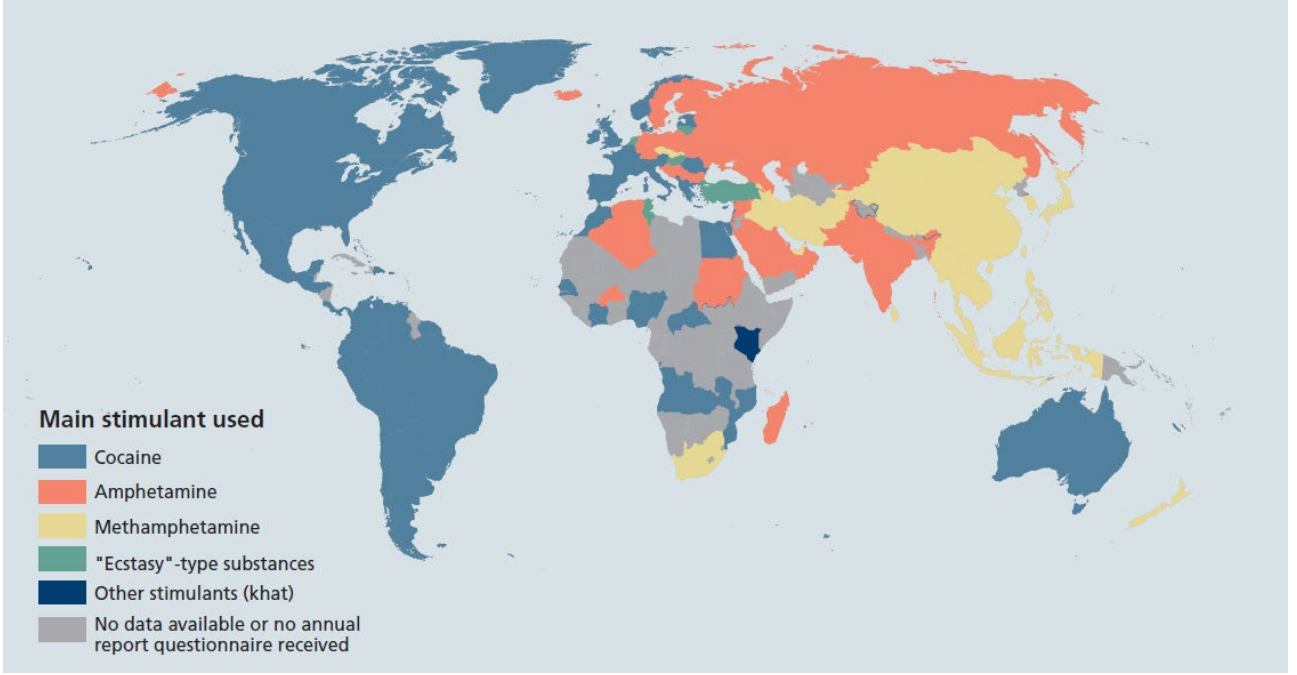 Main stimulant used
Cocaine
Amphetamine
Methamphetamine
"Ecstasy"-type substances
Other stimulants (khat)
No data available or no annual
report questionnaire received